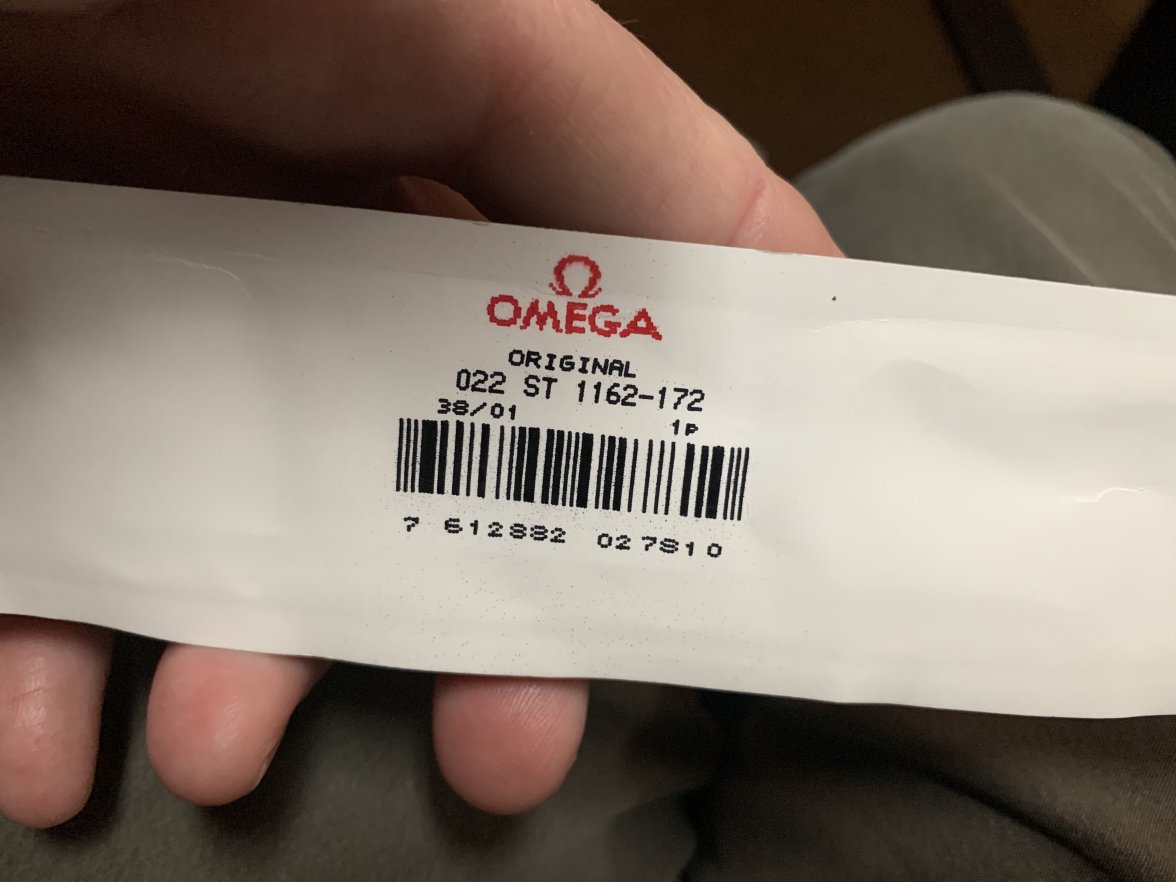 Ω
OMEGA
ORIGINAL
022 ST 1162-172
38/01 1P
7 612882 027810